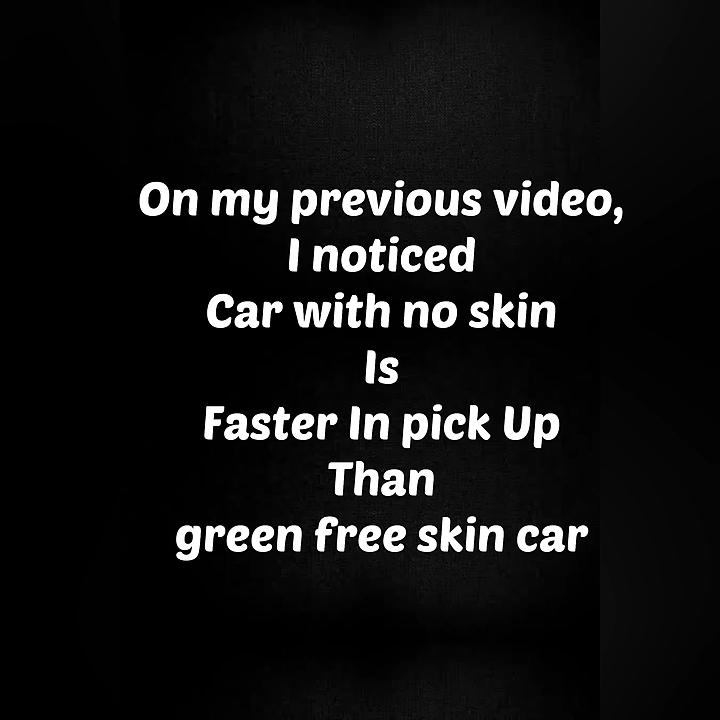 On my previous video,
I noticed
Car with no skin
Is
Faster In pick Up
Than
green free skin car